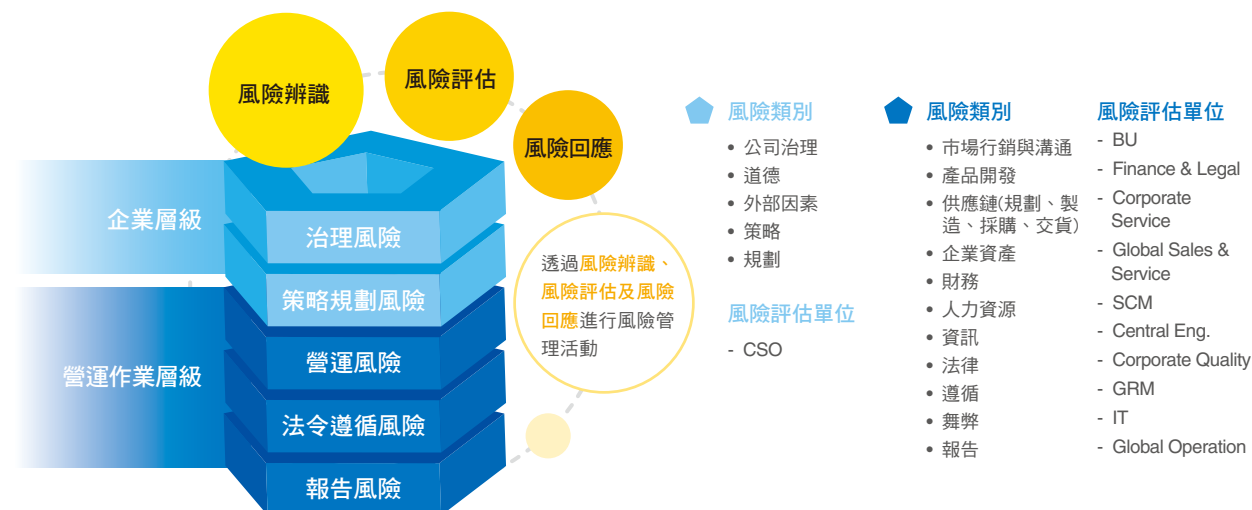 風險辨識
風險評估
風險回應
企業層級
營運作業層級
治理風險
策略規劃風險
營運風險
法令遵循風險
報告風險
透過風險辨識、
風險評估及風險
回應進行風險管
理活動
風險類別
• 公司治理
• 道德
• 外部因素
• 策略
• 規劃
風險評估單位
- CSO
風險類別
• 市場行銷與溝通
• 產品開發
• 供應鏈(規劃、製
造、採購、交貨)
• 企業資產
• 財務
• 人力資源
• 資訊
• 法律
• 遵循
• 舞弊
• 報告
風險評估單位
- BU
- Finance & Legal
- Corporate
Service
- Global Sales &
Service
- SCM
- Central Eng.
- Corporate Quality
- GRM
- IT
- Global Operation